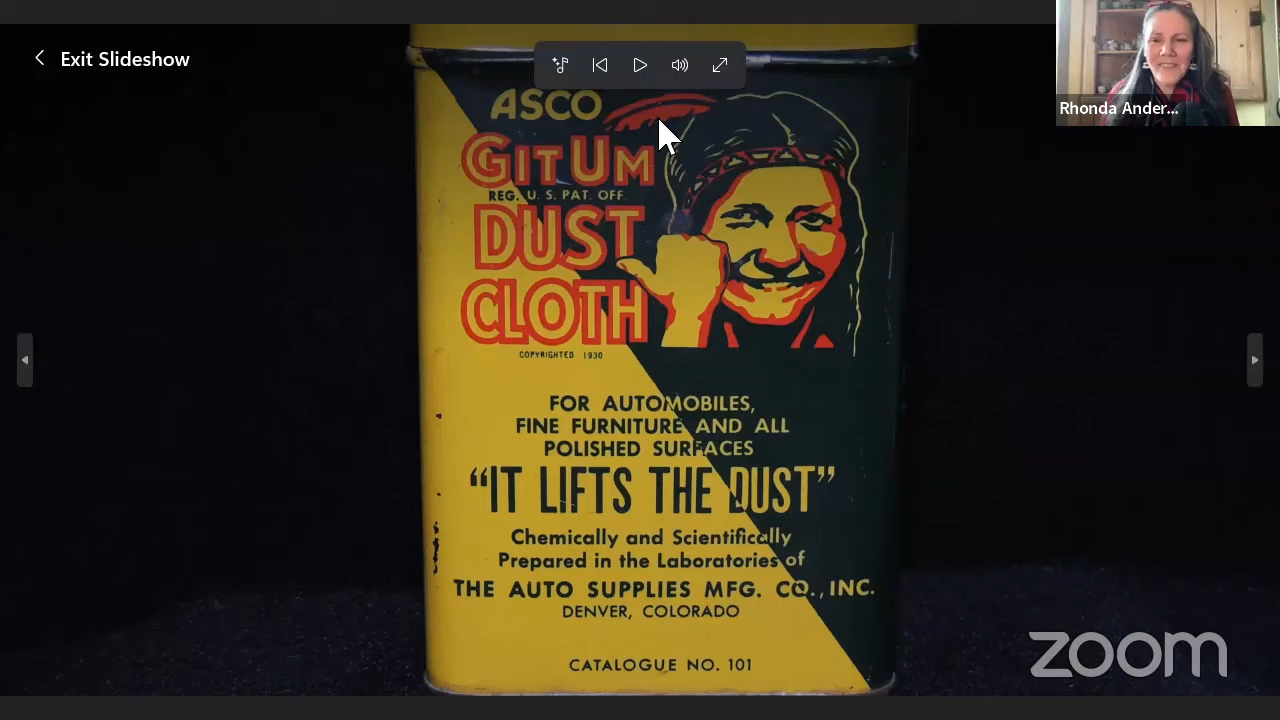 Exit Slideshow
Rhonda Ander...
ASCO
GIT UM
REG. U. S. PAT. OFF.
DUST
CLOTH
COPYRIGHTED 1930
FOR AUTOMOBILES,
FINE FURNITURE AND ALL
POLISHED SURFACES
“IT LIFTS THE DUST”
Chemically and Scientifically
Prepared in the Laboratories of
THE AUTO SUPPLIES MFG. CO., INC.
DENVER, COLORADO
CATALOGUE NO. 101
zoom